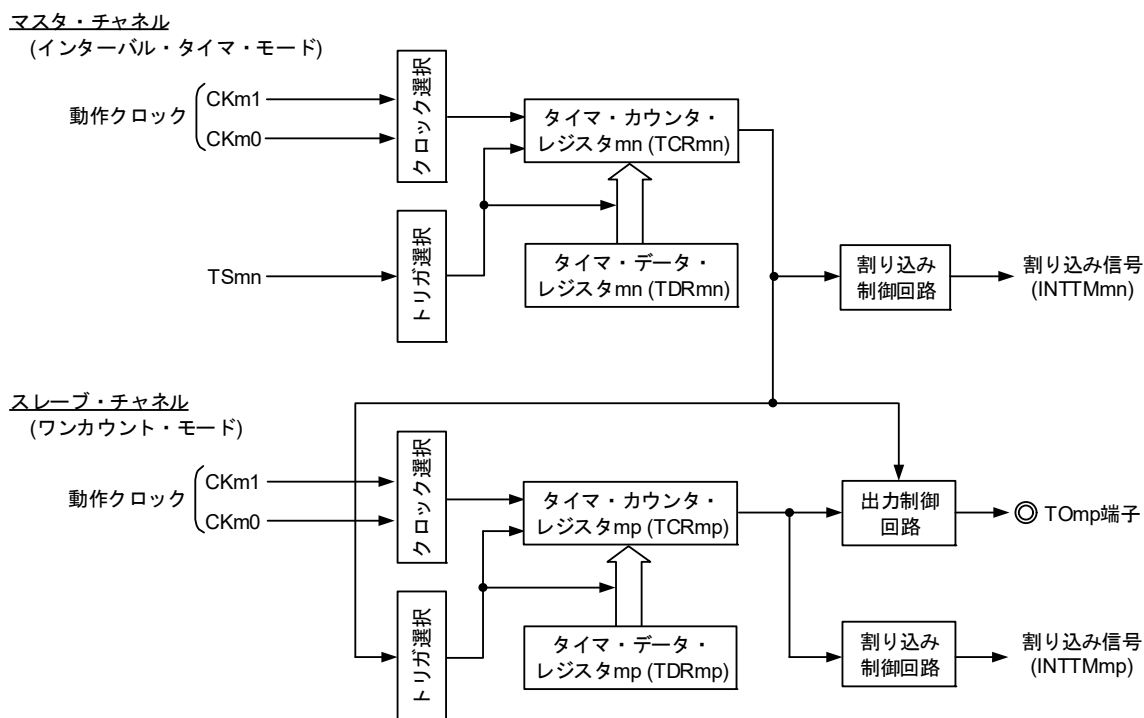 マスタ・チャネル
(インターバル・タイマ・モード)
動作クロック
CKm1
CKm0
クロック選択
タイマ・カウンタ・
レジスタmn (TCRmn)
TSmn
トリガ選択
タイマ・データ・
レジスタmn (TDRmn)
割り込み
制御回路
割り込み信号
(INTTMmn)
スレーブ・チャネル
(ワンカウント・モード)
動作クロック
CKm1
CKm0
クロック選択
タイマ・カウンタ・
レジスタmp (TCRmp)
出力制御
回路
TOmp端子
トリガ選択
タイマ・データ・
レジスタmp (TDRmp)
割り込み
制御回路
割り込み信号
(INTTMmp)